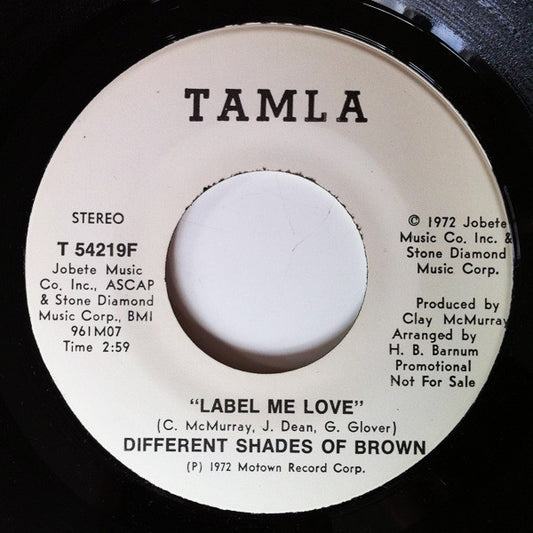 TAMLA
STEREO
T 54219F
Jobete Music
Co. Inc., ASCAP
& Stone Diamond
Music Corp., BMI
961M07
Time 2:59
© 1972 Jobete
Music Co. Inc. &
Stone Diamond
Music Corp.
Produced by
Clay McMurray
Arranged by
H. B. Barnum
Promotional
Not For Sale
"LABEL ME LOVE"
(C. McMurray, J. Dean, G. Glover)
DIFFERENT SHADES OF BROWN
(P) 1972 Motown Record Corp.